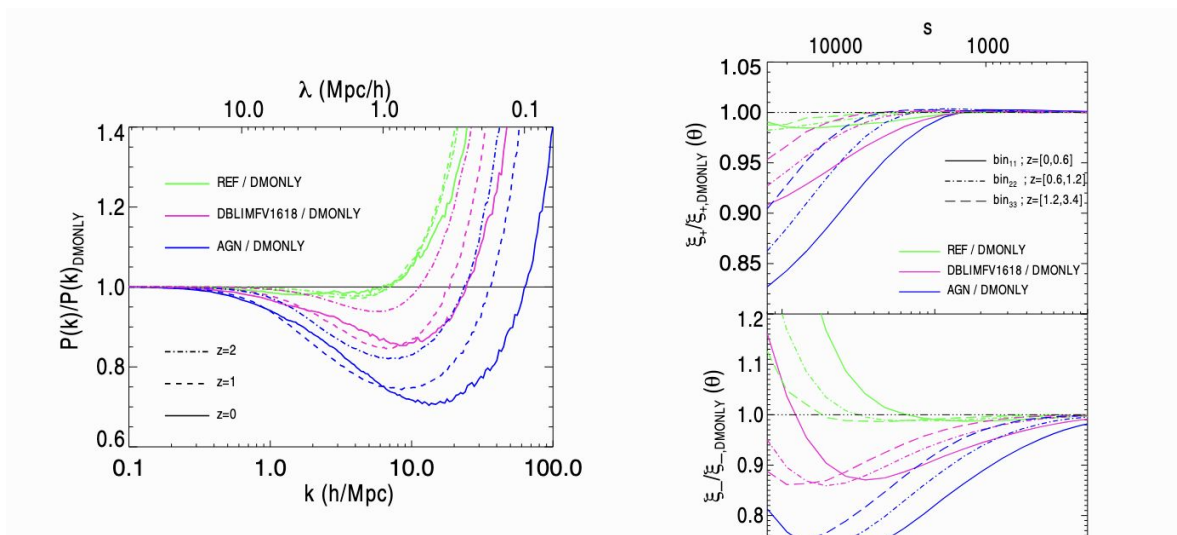 λ (Mpc/h)
10.0 1.0 0.1
1.4
1.2
1.0
0.8
0.6
P(k)/P(k)DMONLY
REF / DMONLY
DBLIMFV1618 / DMONLY
AGN / DMONLY
z=2
z=1
z=0
0.1 1.0 10.0 100.0
k (h/Mpc)
s
10000 1000
1.05
1.00
0.95
0.90
0.85
ξ+/ξ+,DMONLY (θ)
bin11 ; z=[0,0.6]
bin22 ; z=[0.6,1.2]
bin33 ; z=[1.2,3.4]
REF / DMONLY
DBLIMFV1618 / DMONLY
AGN / DMONLY
1.2
1.1
1.0
0.9
0.8
ξ−/ξ−,DMONLY (θ)